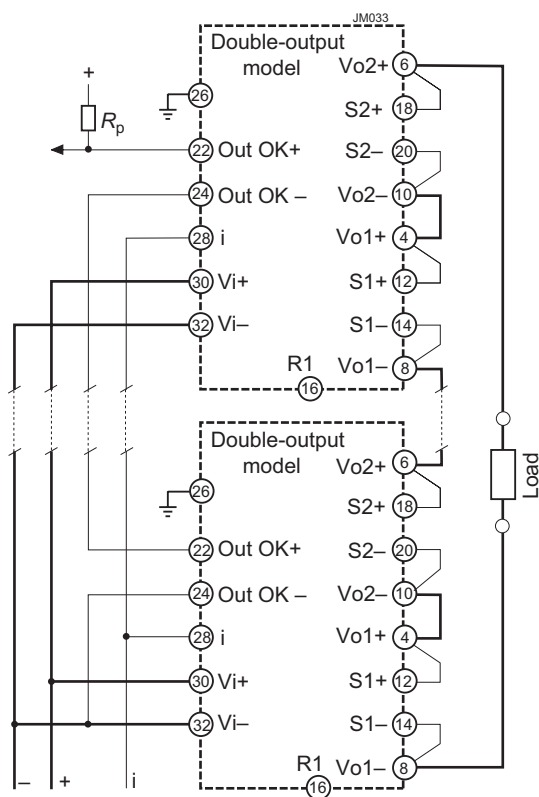 JM033
Double-output
model
Vo2+ 6
+
26
S2+ 18
Rp
22 Out OK+
S2– 20
24 Out OK –
Vo2– 10
28 i
Vo1+ 4
30 Vi+
S1+ 12
32 Vi–
S1– 14
R1
16
Vo1– 8
Double-output
model
Vo2+ 6
Load
26
S2+ 18
22 Out OK+
S2– 20
24 Out OK –
Vo2– 10
28 i
Vo1+ 4
30 Vi+
S1+ 12
32 Vi–
S1– 14
R1
16
Vo1– 8
– + i